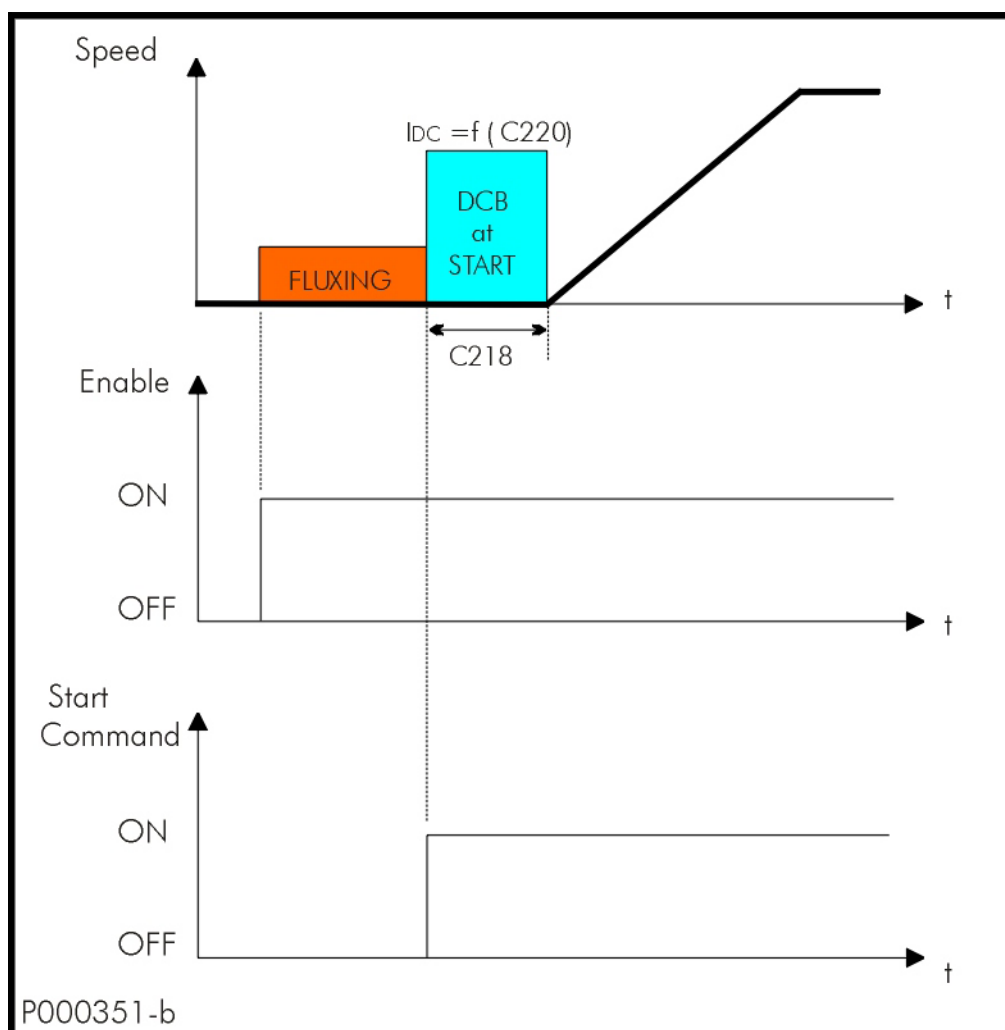 Speed
IDC =f ( C220)
DCB
at
START
FLUXING
t
C218
Enable
ON
OFF
t
Start
Command
ON
OFF
t
P000351-b